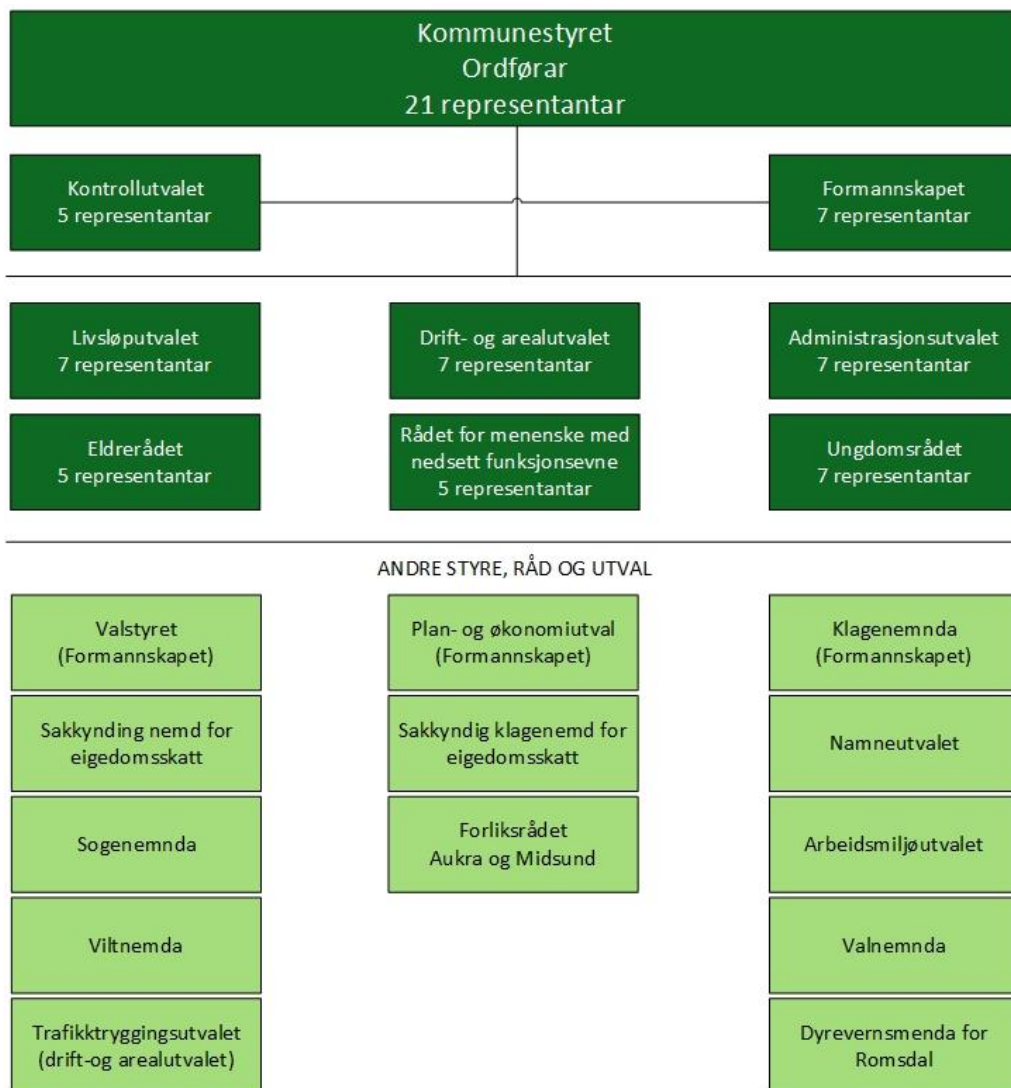 Kommunestyret
Ordførar
21 representantar
Kontrollutvalet
5 representantar
Formannskapet
7 representantar
Livsløputvalet
7 representantar
Drift- og arealutvalet
7 representantar
Administrasjonsutvalet
7 representantar
Eldrerådet
5 representantar
Rådet for menenske med
nedsett funksjonsevne
5 representantar
Ungdomsrådet
7 representantar
ANDRE STYRE, RÅD OG UTVAL
Valstyret
(Formannskapet)
Plan- og økonomiutval
(Formannskapet)
Klagenemnda
(Formannskapet)
Sakkynding nemd for
eigedomsskatt
Sakkyndig klagenemd for
eigedomsskatt
Namneutvalet
Sogenemnda
Forliksrådet
Aukra og Midsund
Arbeidsmiljøutvalet
Viltnemda
Valnemnda
Trafikktryggingsutvalet
(drift-og arealutvalet)
Dyrevernsmenda for
Romsdal